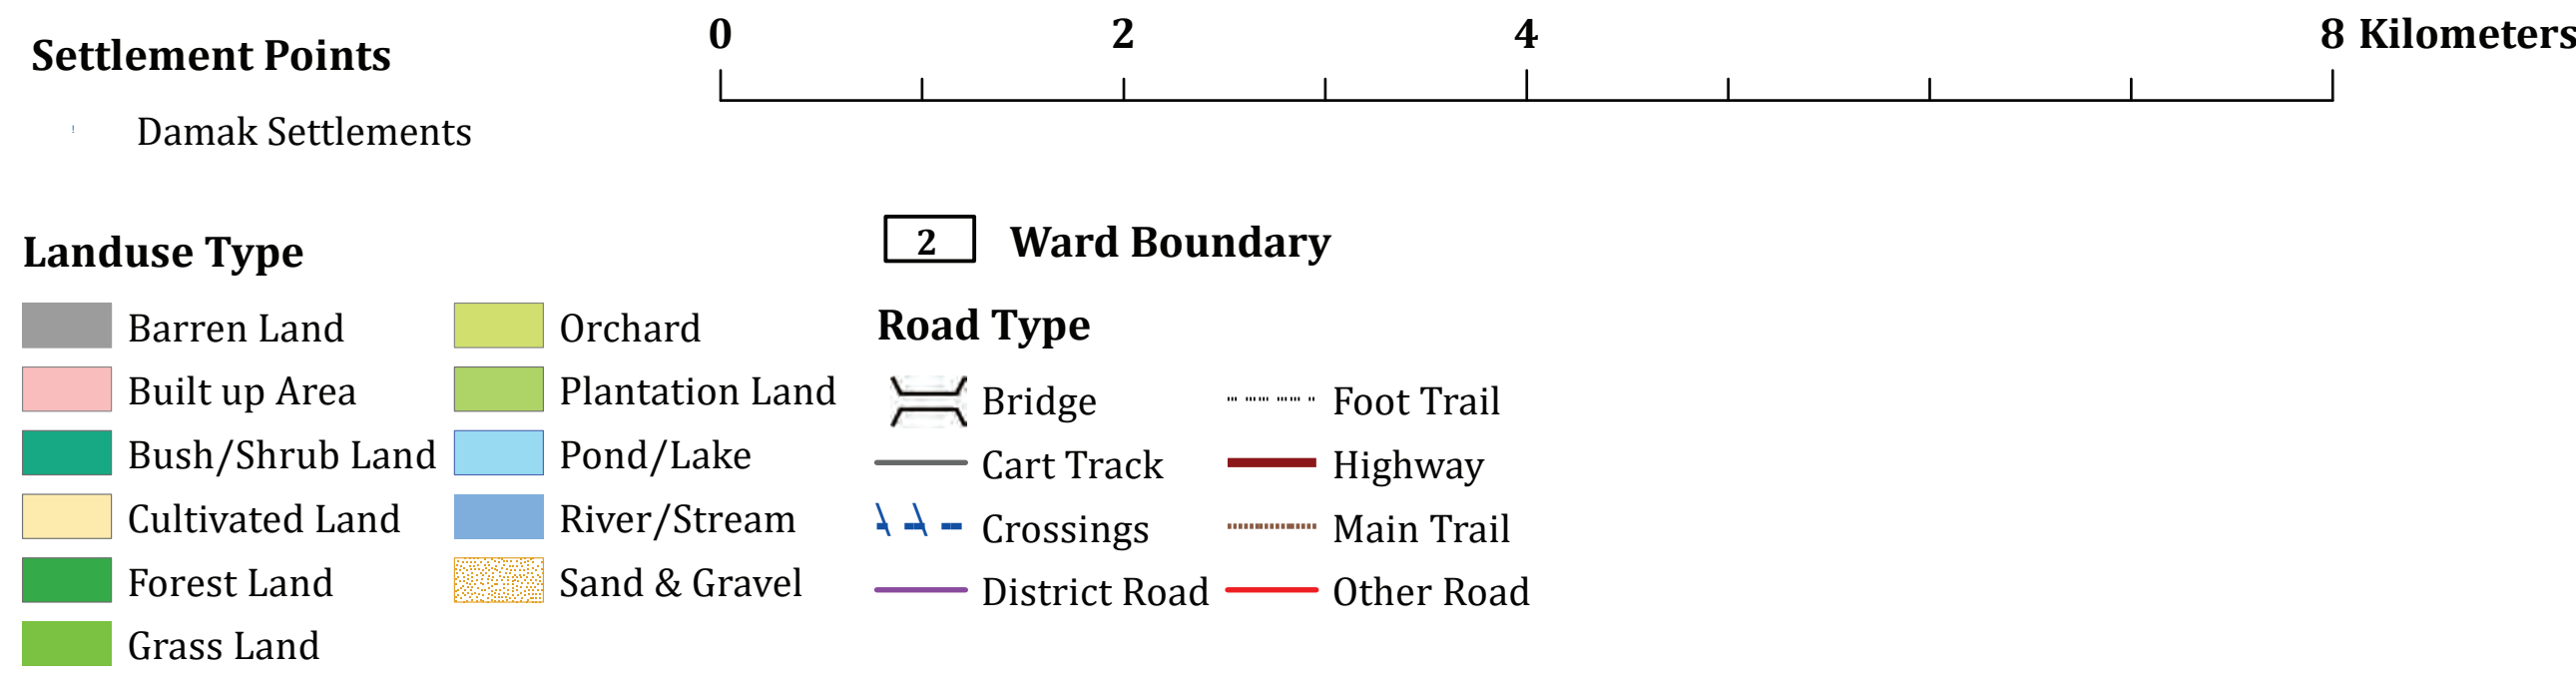 Settlement Points
! Damak Settlements
0 2 4 8 Kilometers
Landuse Type
Barren Land
Built up Area
Bush/Shrub Land
Cultivated Land
Forest Land
Grass Land
Orchard
Plantation Land
Pond/Lake
River/Stream
Sand & Gravel
2 Ward Boundary
Road Type
Bridge
Cart Track
Crossings
District Road
Foot Trail
Highway
Main Trail
Other Road